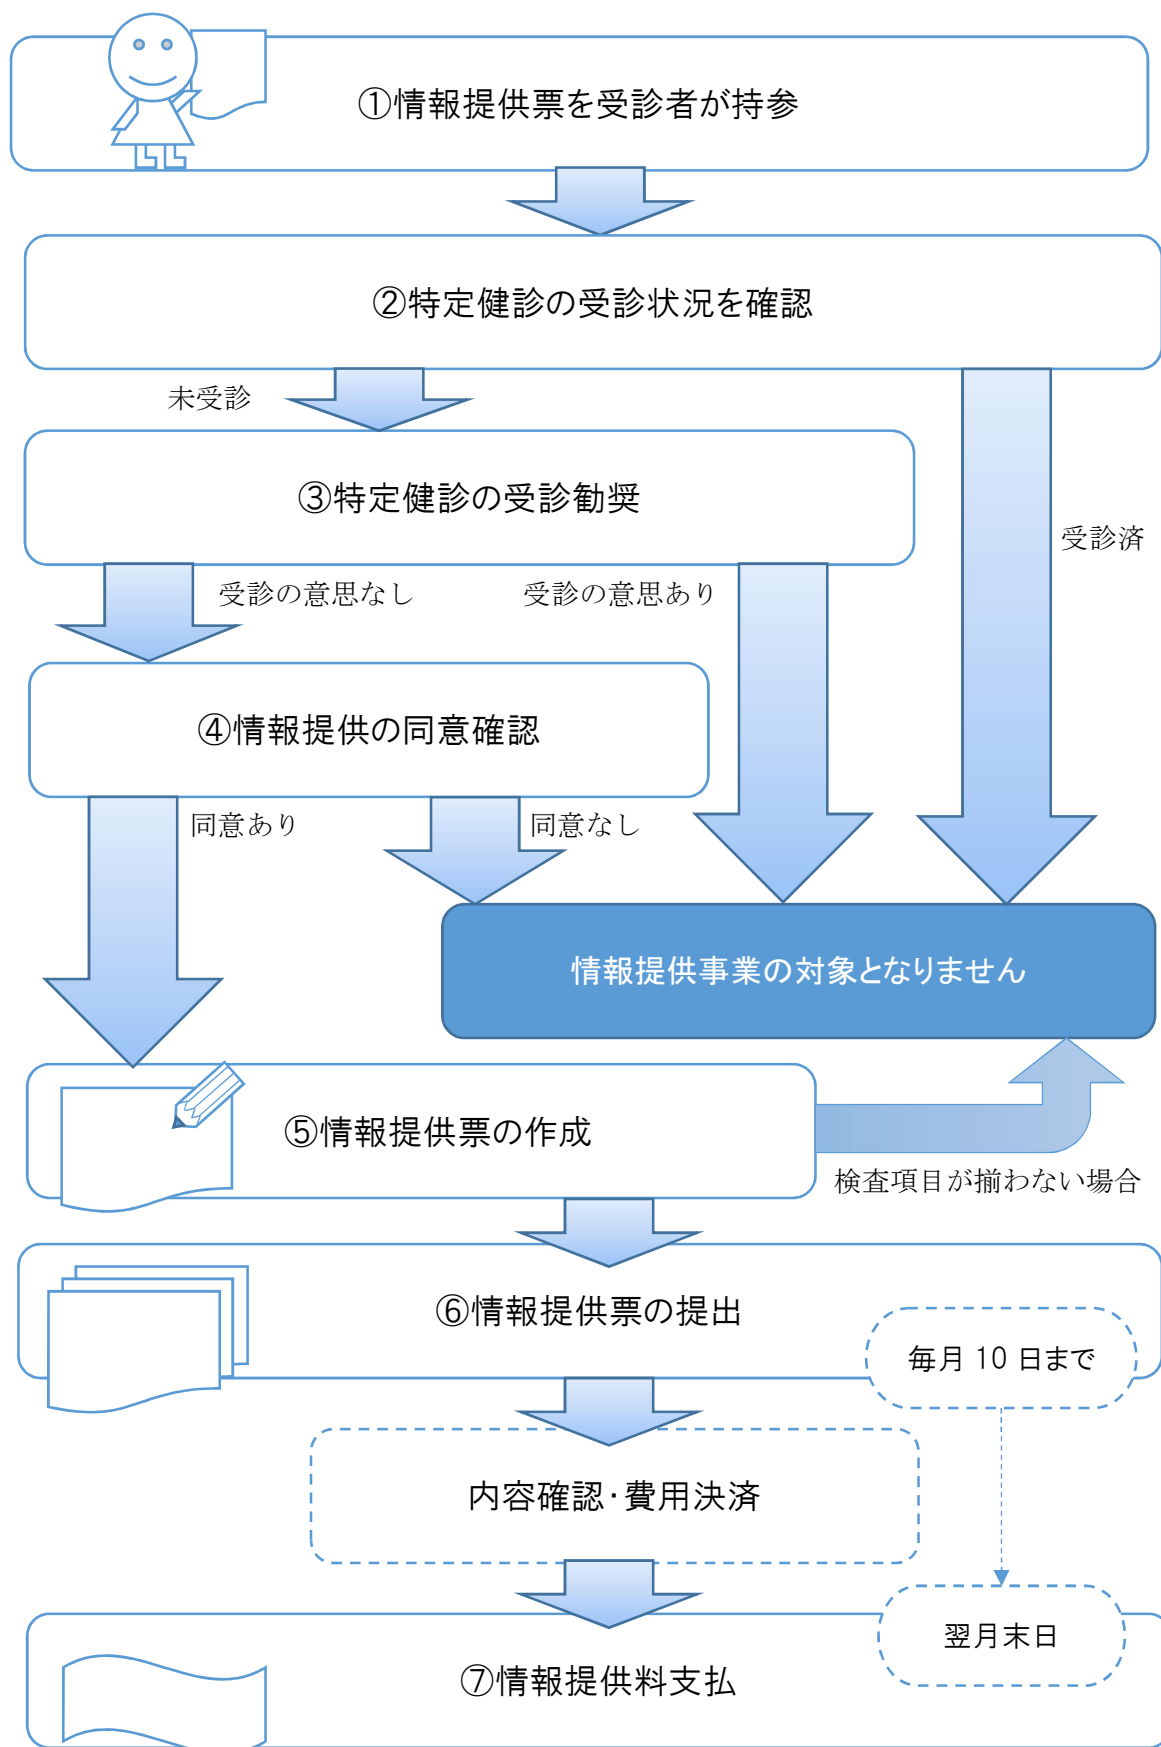 ①情報提供票を受診者が持参
②特定健診の受診状況を確認
未受診
③特定健診の受診勧奨
受診済
受診の意思なし
受診の意思あり
④情報提供の同意確認
同意あり
同意なし
情報提供事業の対象となりません
⑤情報提供票の作成
検査項目が揃わない場合
⑥情報提供票の提出
毎月 10 日まで
内容確認・費用決済
翌月末日
⑦情報提供料支払